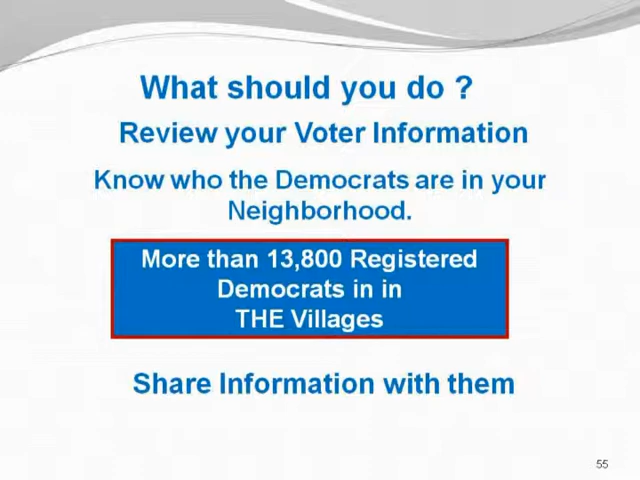 What should you do ?
Review your Voter Information
Know who the Democrats are in your
Neighborhood.
More than 13,800 Registered
Democrats in in
THE Villages
Share Information with them
55